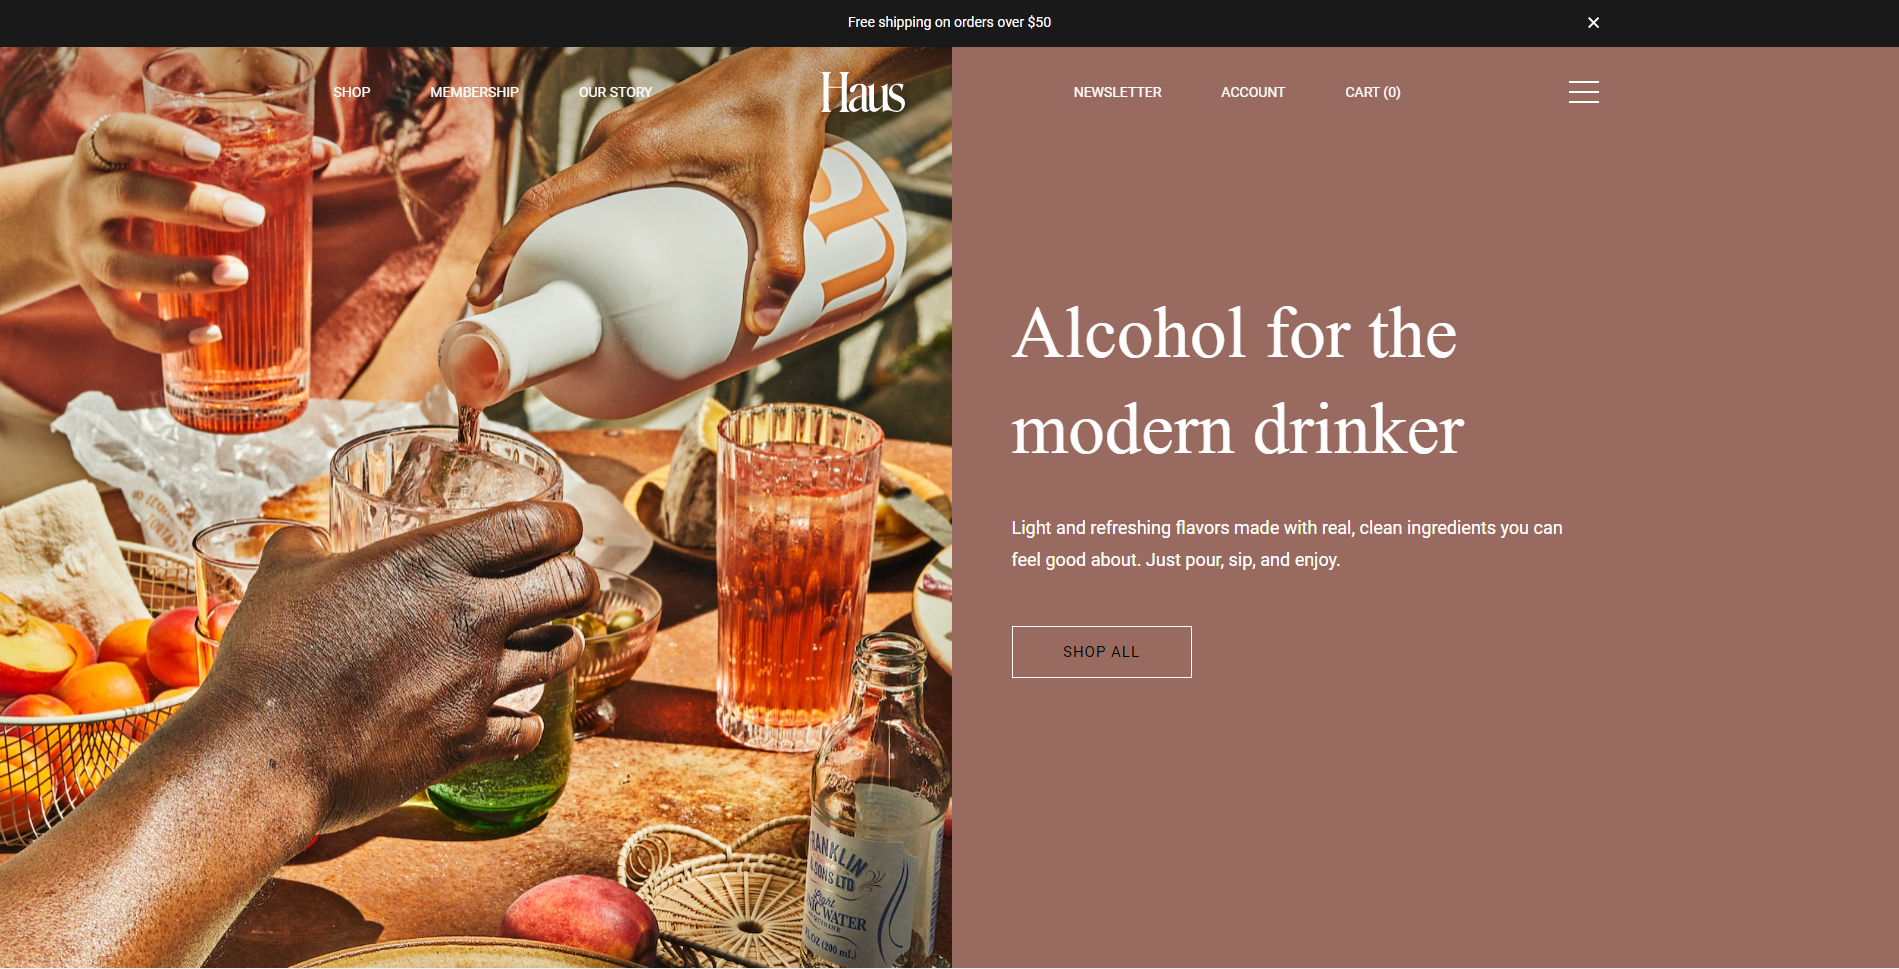 Free shipping on orders over $50
SHOP
MEMBERSHIP
OUR STORY
Haus
NEWSLETTER
ACCOUNT
CART (0)
Alcohol for the
modern drinker
Light and refreshing flavors made with real, clean ingredients you can
feel good about. Just pour, sip, and enjoy.
SHOP ALL
FRANKLIN
& SONS LTD
Light
TONIC WATER
FL.OZ (200 mL)